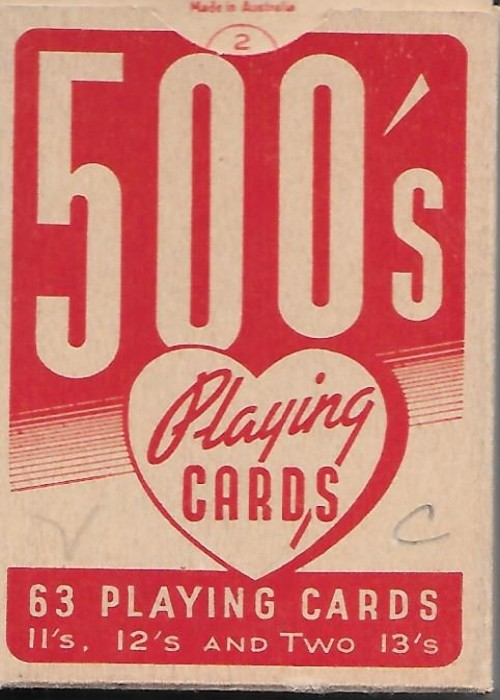 Made in Australia
2
500's
Playing
CARDS
63 PLAYING CARDS
11's, 12's AND TWO 13's
C